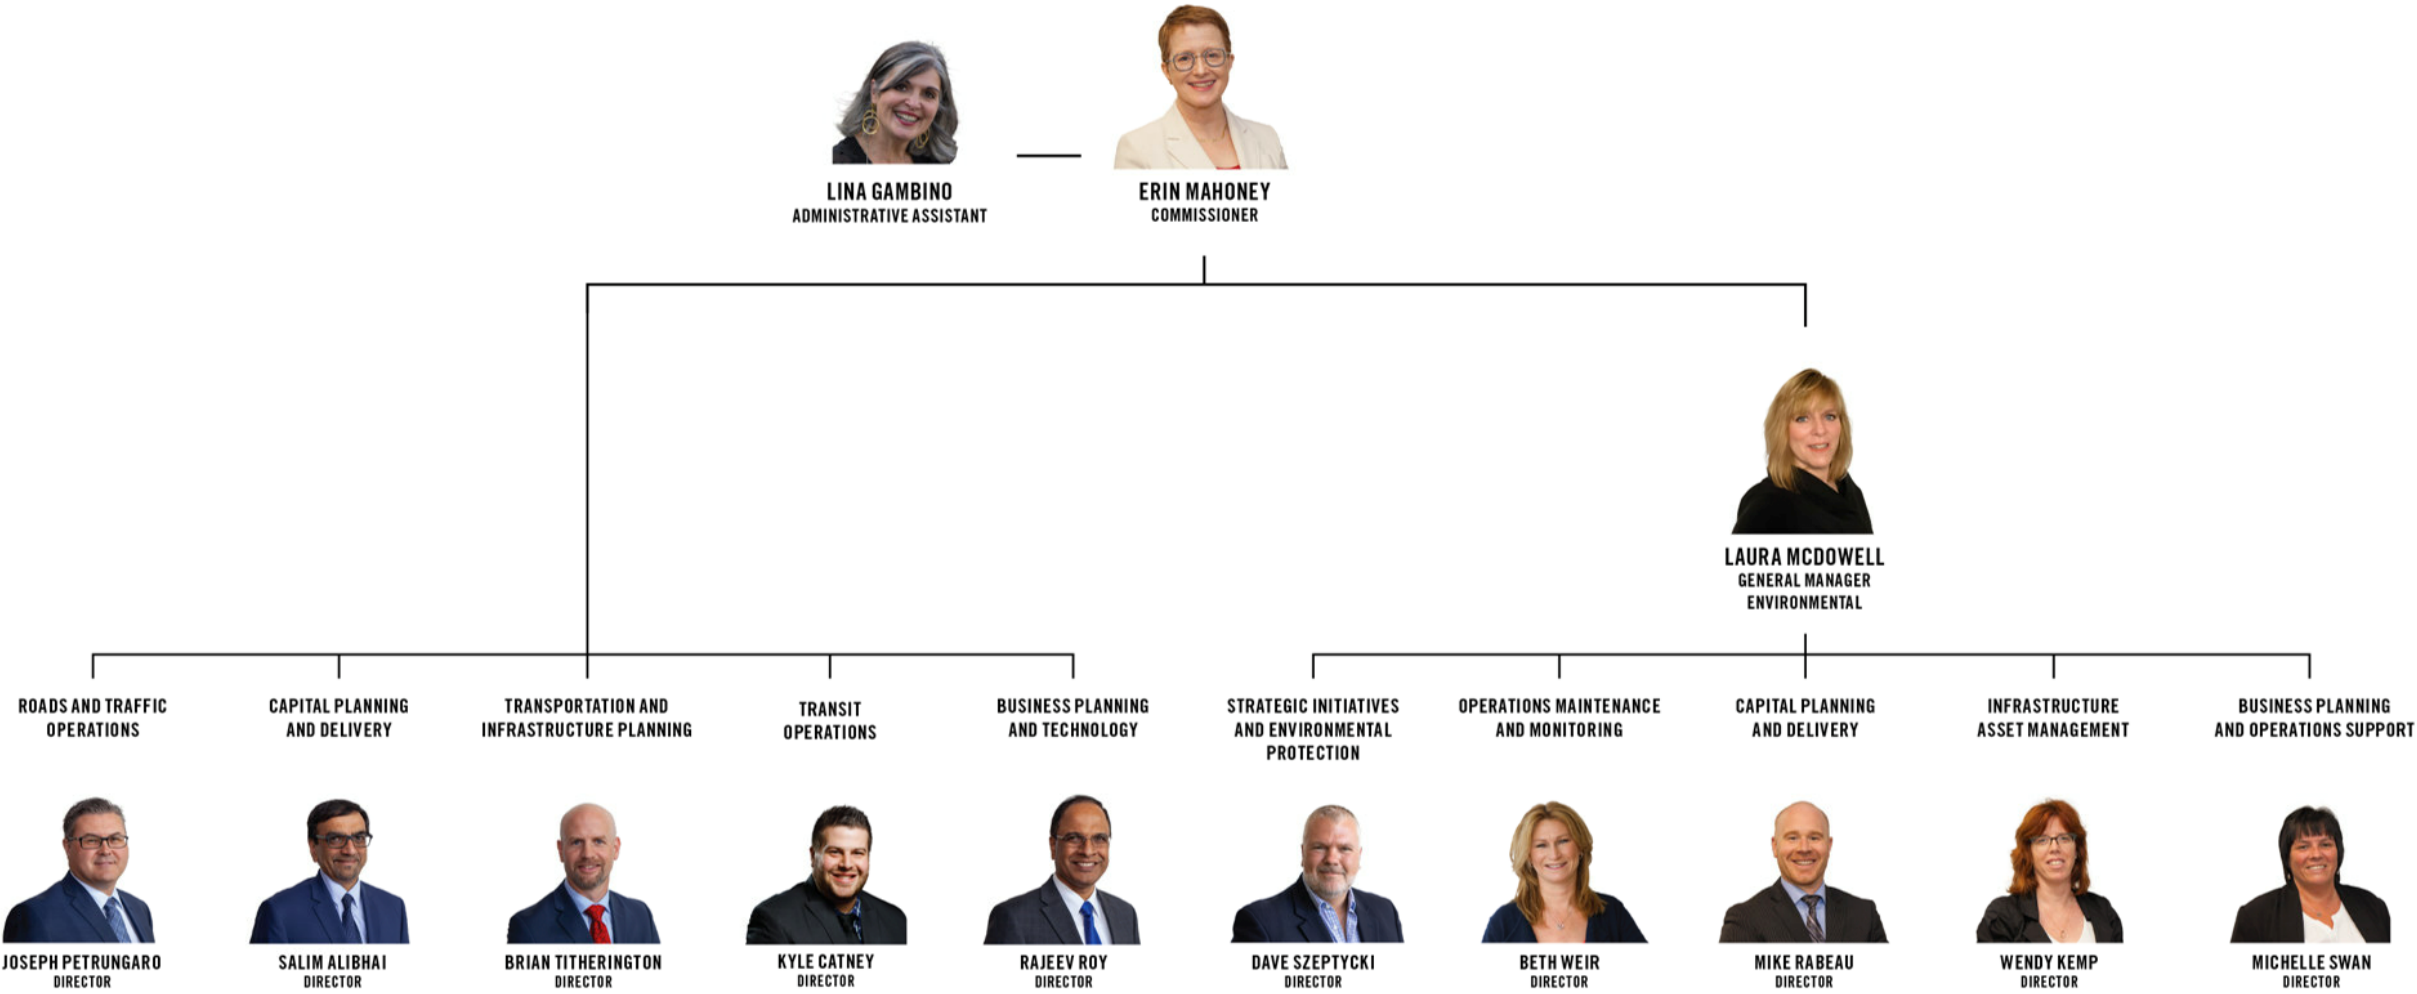 LINA GAMBINO
ADMINISTRATIVE ASSISTANT
ERIN MAHONEY
COMMISSIONER
LAURA MCDOWELL
GENERAL MANAGER
ENVIRONMENTAL
ROADS AND TRAFFIC
OPERATIONS
CAPITAL PLANNING
AND DELIVERY
TRANSPORTATION AND
INFRASTRUCTURE PLANNING
TRANSIT
OPERATIONS
BUSINESS PLANNING
AND TECHNOLOGY
STRATEGIC INITIATIVES
AND ENVIRONMENTAL
PROTECTION
OPERATIONS MAINTENANCE
AND MONITORING
CAPITAL PLANNING
AND DELIVERY
INFRASTRUCTURE
ASSET MANAGEMENT
BUSINESS PLANNING
AND OPERATIONS SUPPORT
JOSEPH PETRUNGARO
DIRECTOR
SALIM ALIBHAI
DIRECTOR
BRIAN TITHERINGTON
DIRECTOR
KYLE CATNEY
DIRECTOR
RAJEEV ROY
DIRECTOR
DAVE SZEPTYCKI
DIRECTOR
BETH WEIR
DIRECTOR
MIKE RABEAU
DIRECTOR
WENDY KEMP
DIRECTOR
MICHELLE SWAN
DIRECTOR